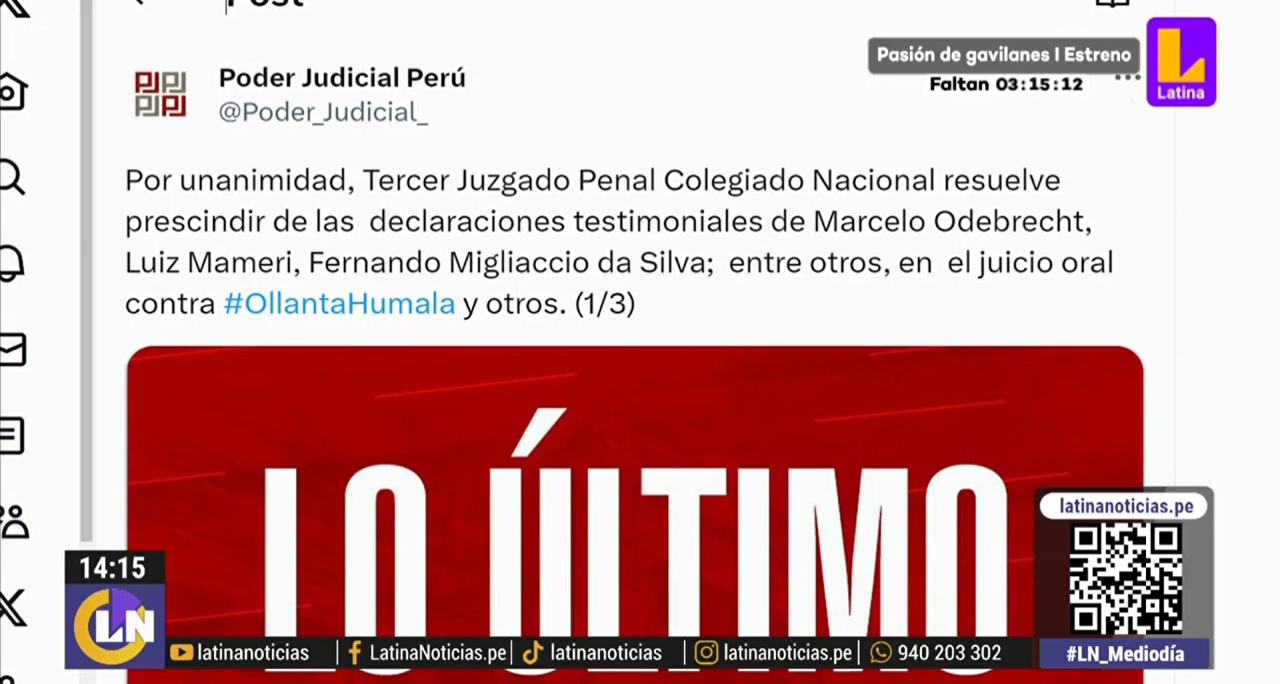 Post
Pasión de gavilanes | Estreno
Faltan 03:15:12
Latina
Poder Judicial Perú
@Poder_Judicial_
Por unanimidad, Tercer Juzgado Penal Colegiado Nacional resuelve
prescindir de las declaraciones testimoniales de Marcelo Odebrecht,
Luiz Mameri, Fernando Migliaccio da Silva; entre otros, en el juicio oral
contra #OllantaHumala y otros. (1/3)
LO ÚLTIMO
latinanoticias.pe
14:15
LN
latinanoticias | LatinaNoticias.pe | latinanoticias | latinanoticias.pe | 940 203 302
#LN_Mediodía